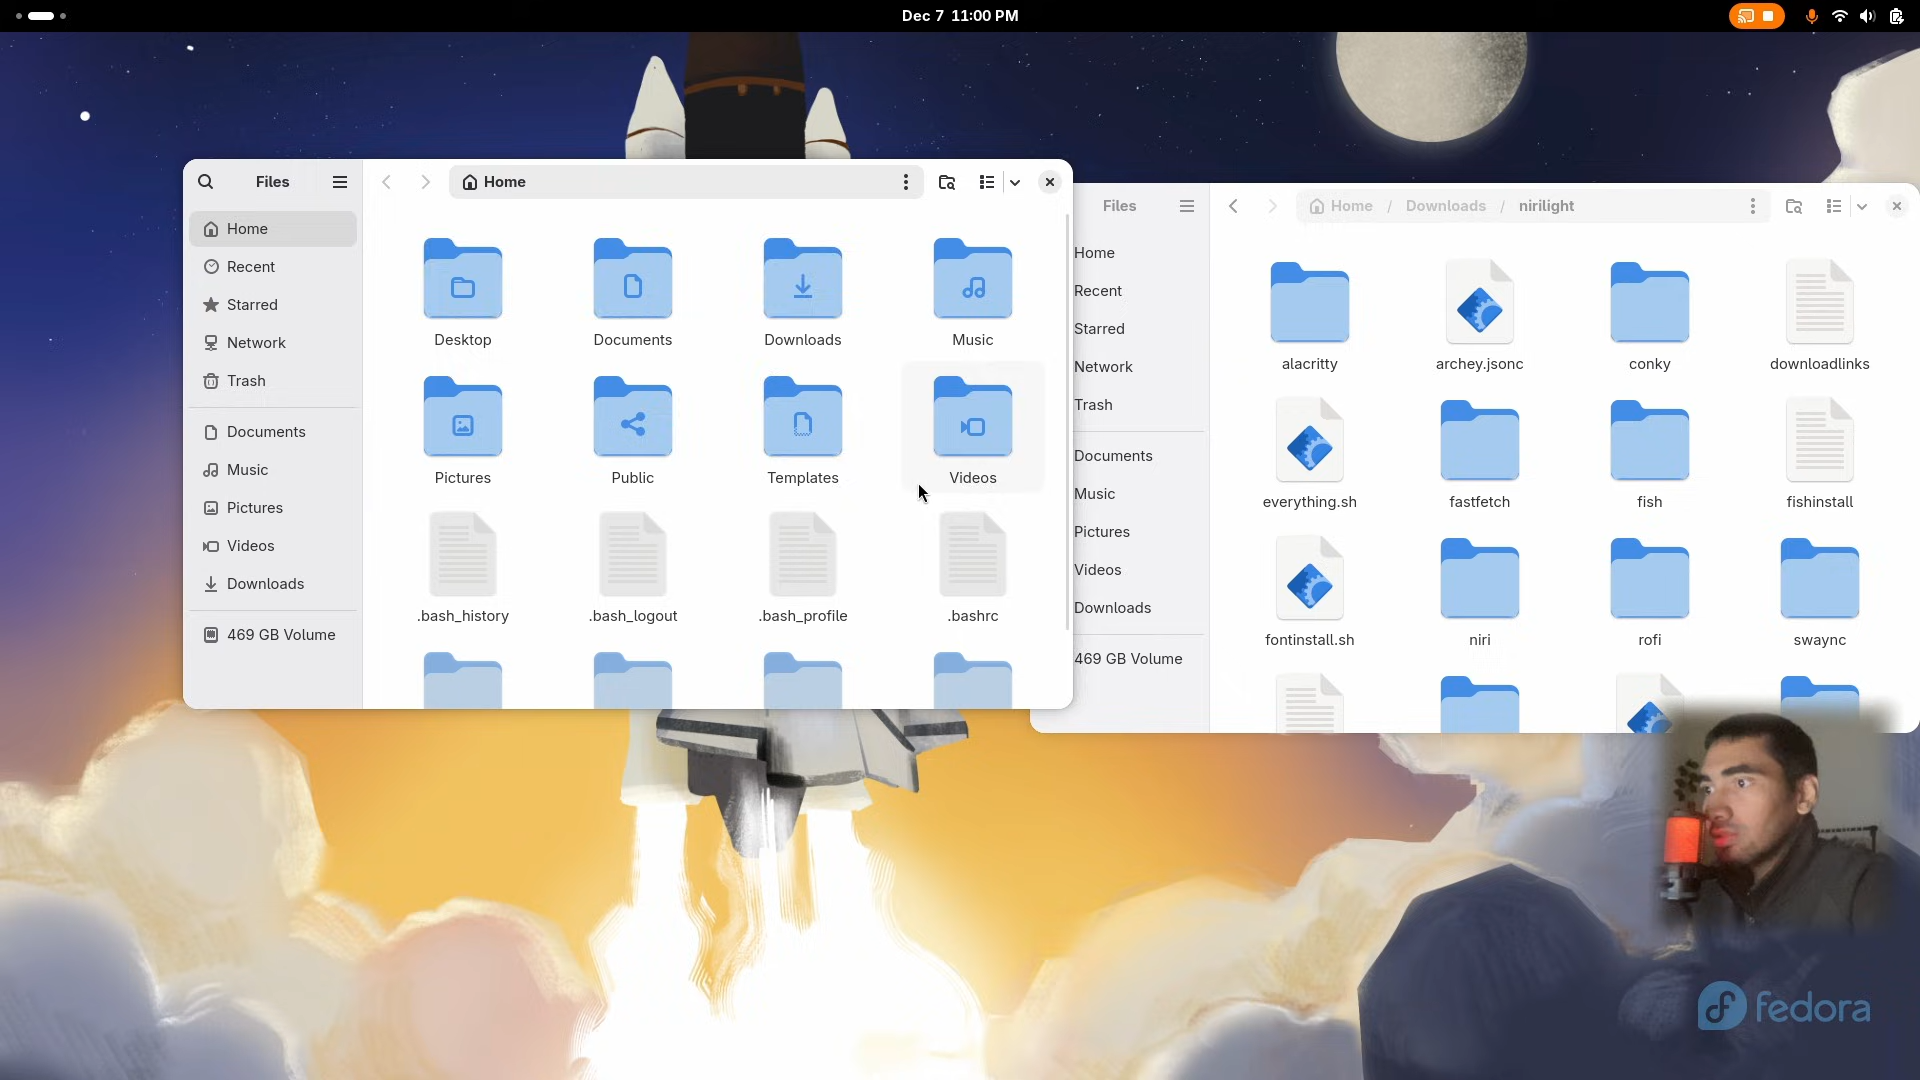 Dec 7 11:00 PM
Files
Home
Home
Recent
Starred
Network
Trash
Documents
Music
Pictures
Videos
Downloads
469 GB Volume
Desktop
Documents
Downloads
Music
Pictures
Public
Templates
Videos
.bash_history
.bash_logout
.bash_profile
.bashrc
Files
Home / Downloads / nirilight
Home
Recent
Starred
Network
Trash
Documents
Music
Pictures
Videos
Downloads
469 GB Volume
alacritty
archey.jsonc
conky
downloadlinks
everything.sh
fastfetch
fish
fishinstall
fontinstall.sh
niri
rofi
swaync
fedora